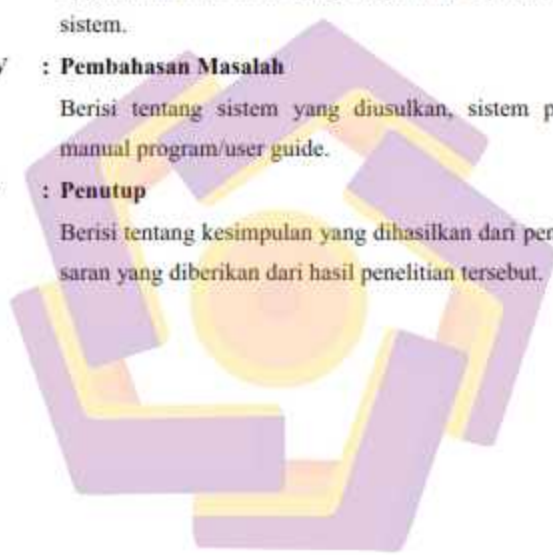 sistem.
V : Pembahasan Masalah
Berisi tentang sistem yang diusulkan, sistem p
manual program/user guide.
: Penutup
Berisi tentang kesimpulan yang dihasilkan dari pen
saran yang diberikan dari hasil penelitian tersebut.